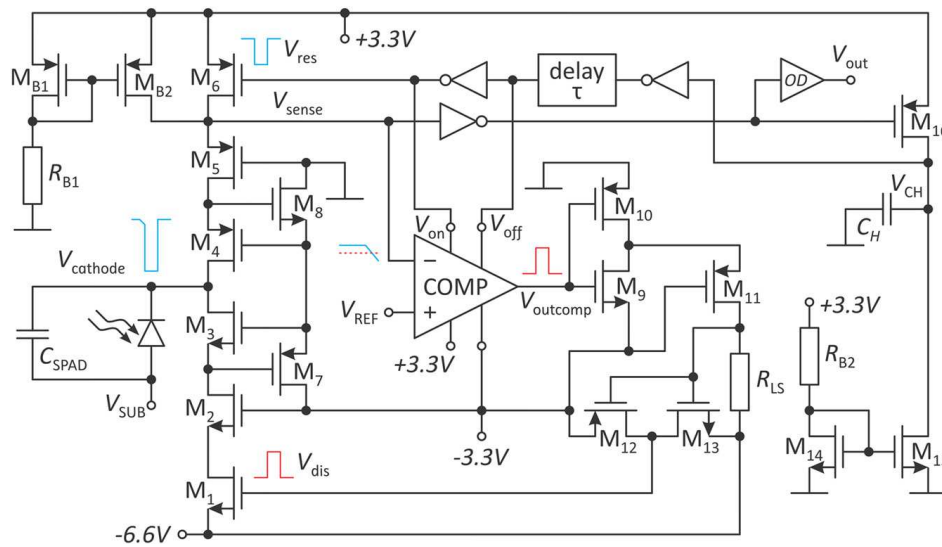 +3.3V
V_res
M_B1
M_B2
M_6
delay τ
OD
V_out
V_sense
M_16
R_B1
M_5
M_8
M_10
V_CH
C_H
V_on
V_off
M_4
V_cathode
COMP
−
+
V_REF
V_outcomp
M_9
M_11
M_3
+3.3V
+3.3V
C_SPAD
M_7
R_B2
R_LS
V_SUB
M_2
-3.3V
M_12
M_13
M_14
V_dis
M_1
-6.6V